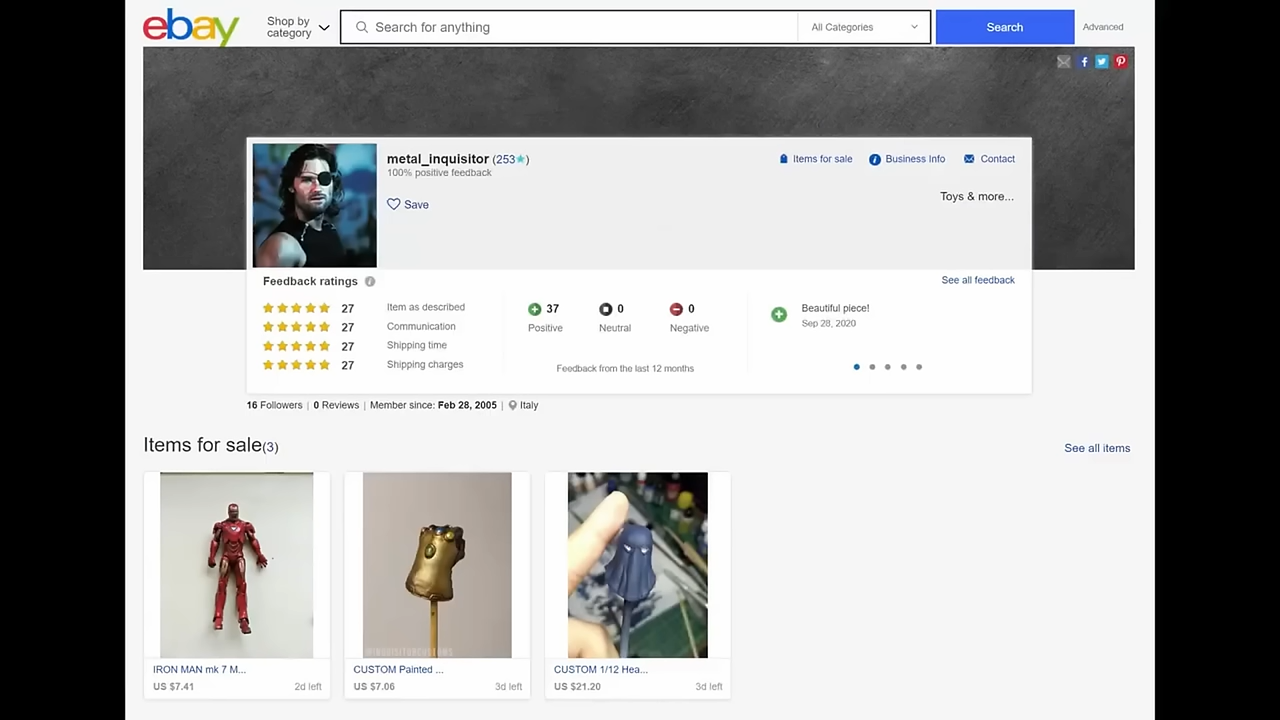 ebay
Shop by category
Search for anything
All Categories
Search
Advanced
metal_inquisitor (253★)
100% positive feedback
Save
Items for sale
Business Info
Contact
Toys & more...
Feedback ratings
See all feedback
27 Item as described
27 Communication
27 Shipping time
27 Shipping charges
37 Positive
0 Neutral
0 Negative
Feedback from the last 12 months
Beautiful piece!
Sep 28, 2020
16 Followers | 0 Reviews | Member since: Feb 28, 2005 | Italy
Items for sale(3)
See all items
IRON MAN mk 7 M...
US $7.41 2d left
CUSTOM Painted ...
US $7.06 3d left
CUSTOM 1/12 Hea...
US $21.20 3d left